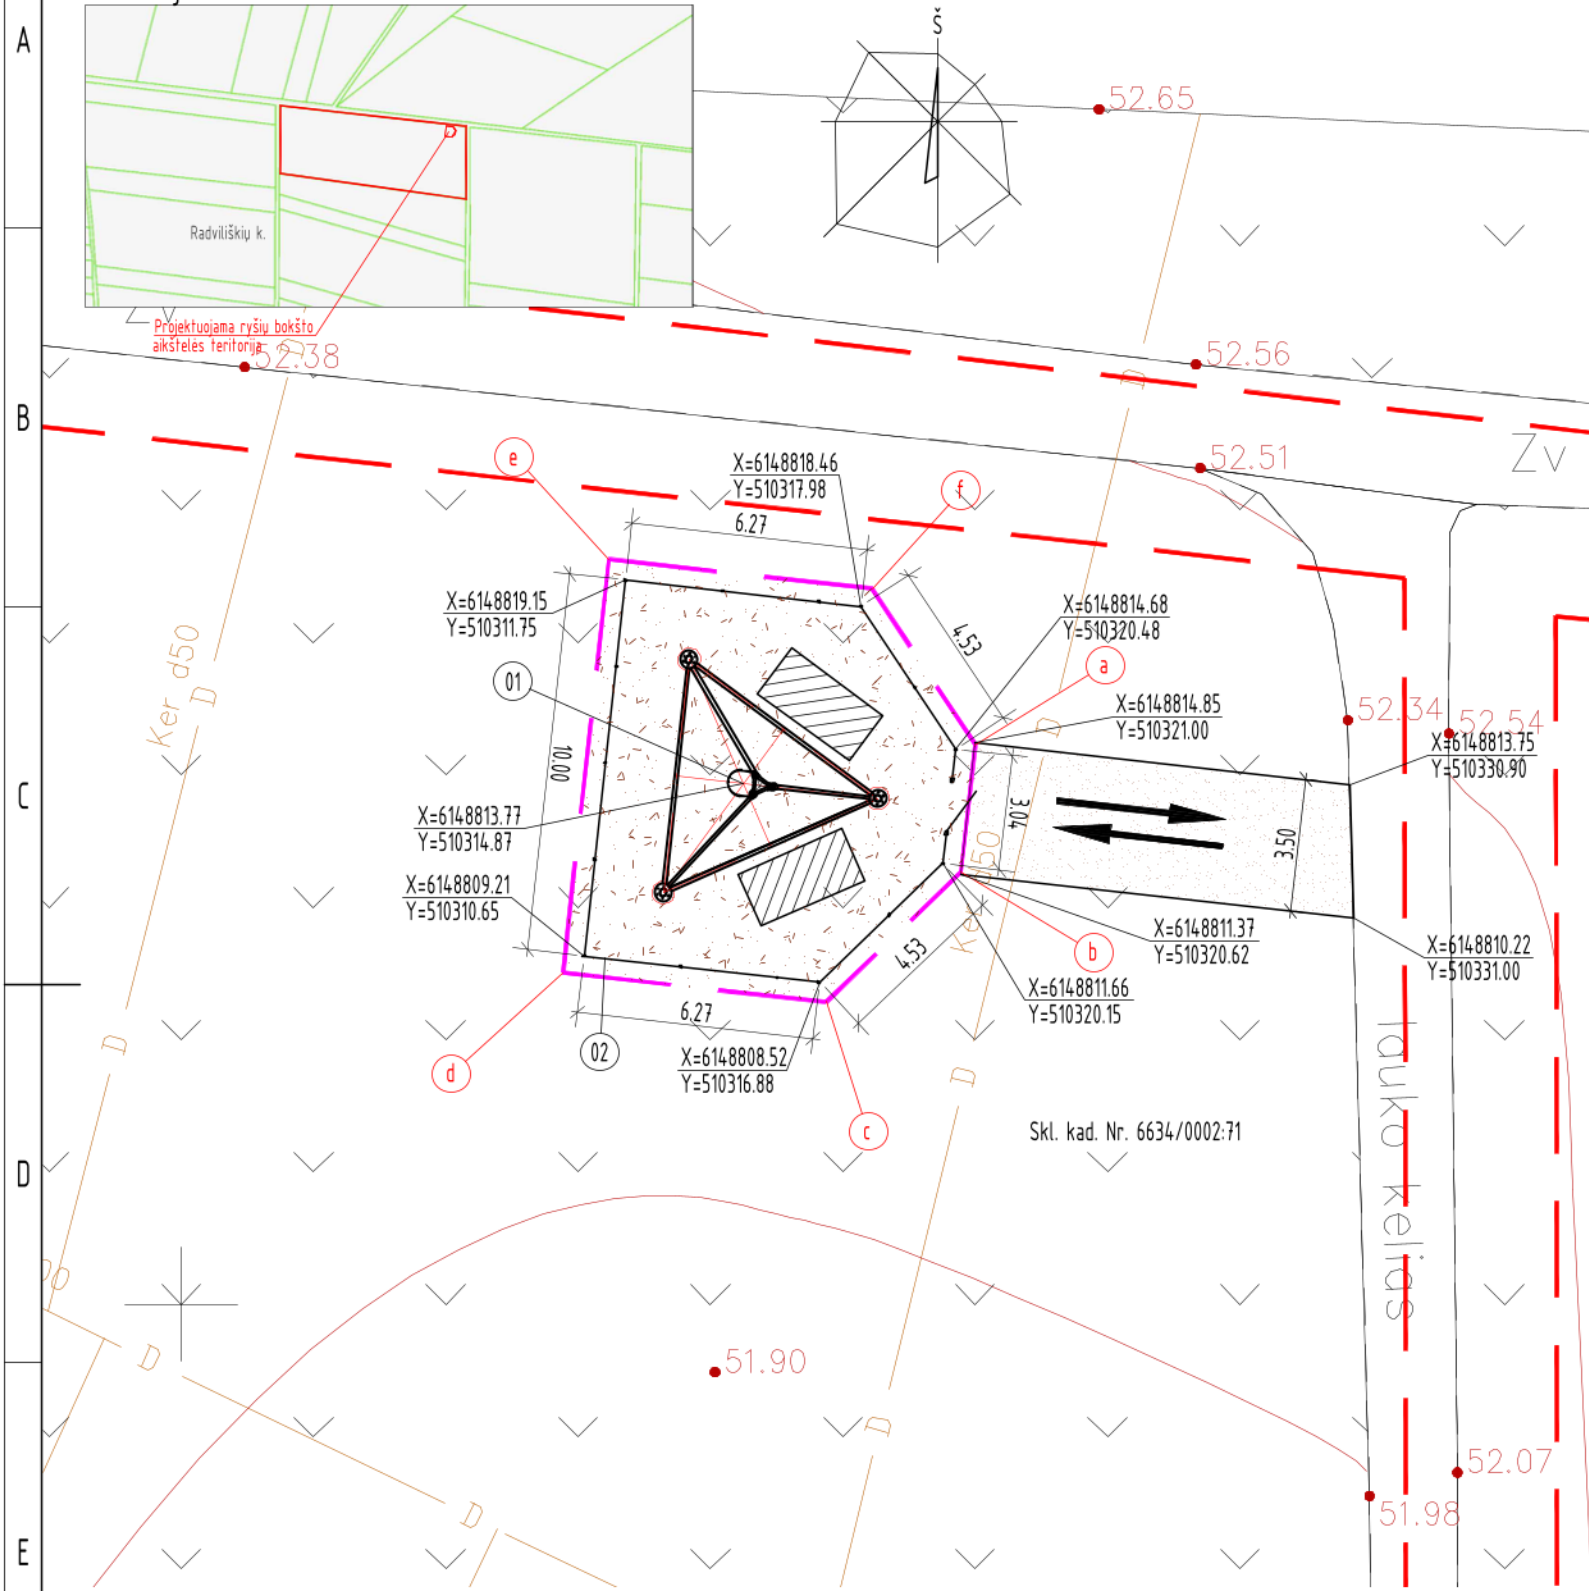 A
Š
52.65
Radviliškių k.
Projektuojama ryšių bokšto
aikštelės teritorija
52.38
52.56
B
52.51
Zv
e
X=6148818.46
Y=510317.98
f
6.27
X=6148819.15
Y=510311.75
X=6148814.68
Y=510320.48
4.53
a
01
X=6148814.85
Y=510321.00
52.34
52.54
X=6148813.75
Y=510330.90
Ker d50
D
D
D
D
C
10.00
3.04
3.50
X=6148813.77
Y=510314.87
X=6148809.21
Y=510310.65
Ker d50
4.53
X=6148811.37
Y=510320.62
b
X=6148810.22
Y=510331.00
X=6148811.66
Y=510320.15
6.27
02
X=6148808.52
Y=510316.88
d
c
D
D
Skl. kad. Nr. 6634/0002:71
D
lauko kelias
D
51.90
D
52.07
51.98
D
E